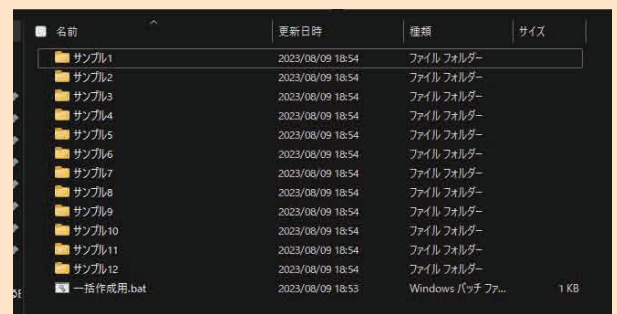 名前 更新日時 種類 サイズ
サンプル1 2023/08/09 18:54 ファイル フォルダー
サンプル2 2023/08/09 18:54 ファイル フォルダー
サンプル3 2023/08/09 18:54 ファイル フォルダー
サンプル4 2023/08/09 18:54 ファイル フォルダー
サンプル5 2023/08/09 18:54 ファイル フォルダー
サンプル6 2023/08/09 18:54 ファイル フォルダー
サンプル7 2023/08/09 18:54 ファイル フォルダー
サンプル8 2023/08/09 18:54 ファイル フォルダー
サンプル9 2023/08/09 18:54 ファイル フォルダー
サンプル10 2023/08/09 18:54 ファイル フォルダー
サンプル11 2023/08/09 18:54 ファイル フォルダー
サンプル12 2023/08/09 18:54 ファイル フォルダー
一括作成用.bat 2023/08/09 18:53 Windows バッチ ファ... 1 KB